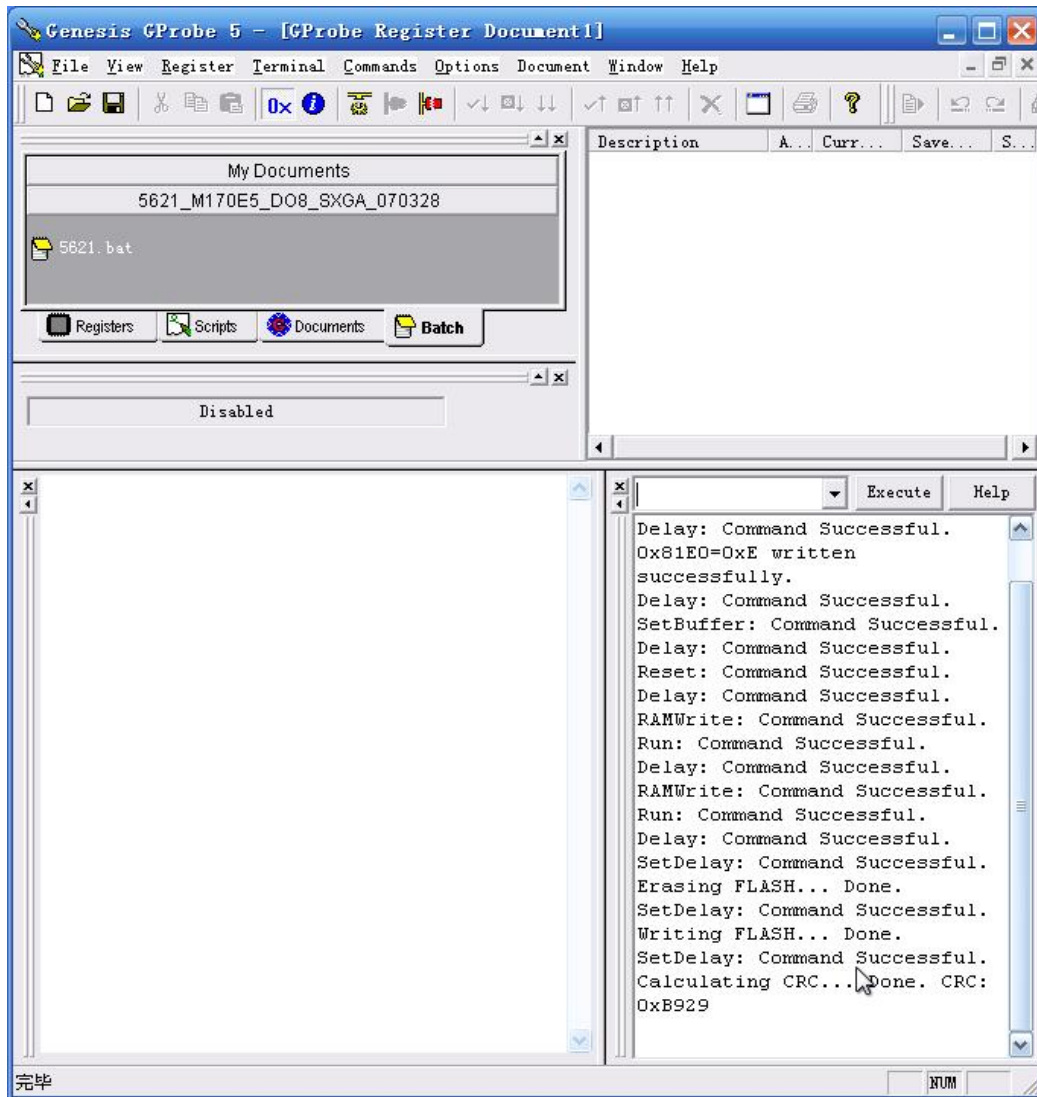 Genesis GProbe 5 - [GProbe Register Document1]
File View Register Terminal Commands Options Document Window Help
0x
My Documents
5621_M170E5_DO8_SXGA_070328
5621.bat
Registers Scripts Documents Batch
Disabled
Description A... Curr... Save... S...
Execute Help
Delay: Command Successful.
0x81E0=0xE written
successfully.
Delay: Command Successful.
SetBuffer: Command Successful.
Delay: Command Successful.
Reset: Command Successful.
Delay: Command Successful.
RAMWrite: Command Successful.
Run: Command Successful.
Delay: Command Successful.
RAMWrite: Command Successful.
Run: Command Successful.
Delay: Command Successful.
SetDelay: Command Successful.
Erasing FLASH... Done.
SetDelay: Command Successful.
Writing FLASH... Done.
SetDelay: Command Successful.
Calculating CRC... Done. CRC:
0xB929
完毕
NUM